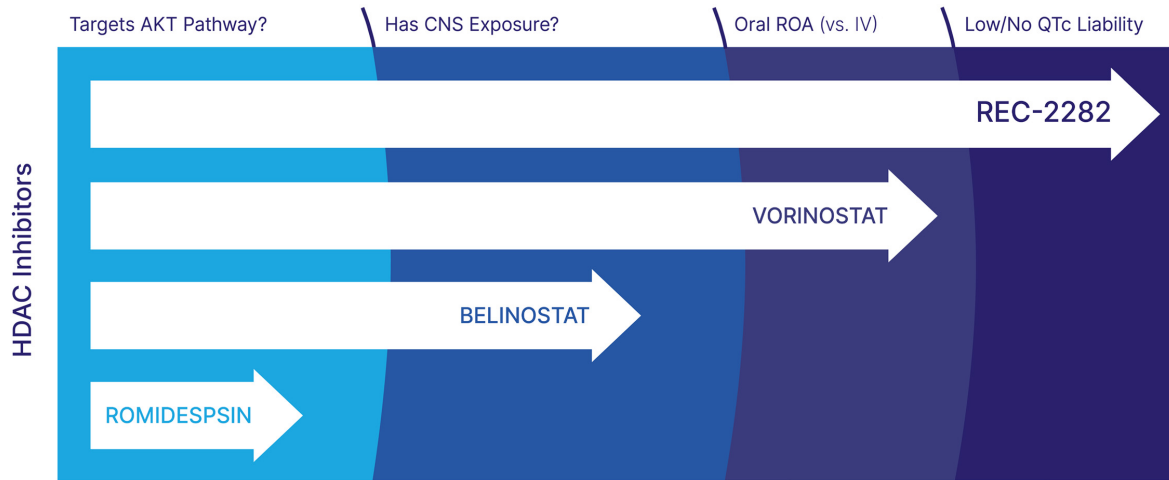 Targets AKT Pathway?
Has CNS Exposure?
Oral ROA (vs. IV)
Low/No QTc Liability
HDAC Inhibitors
REC-2282
VORINOSTAT
BELINOSTAT
ROMIDESPSIN